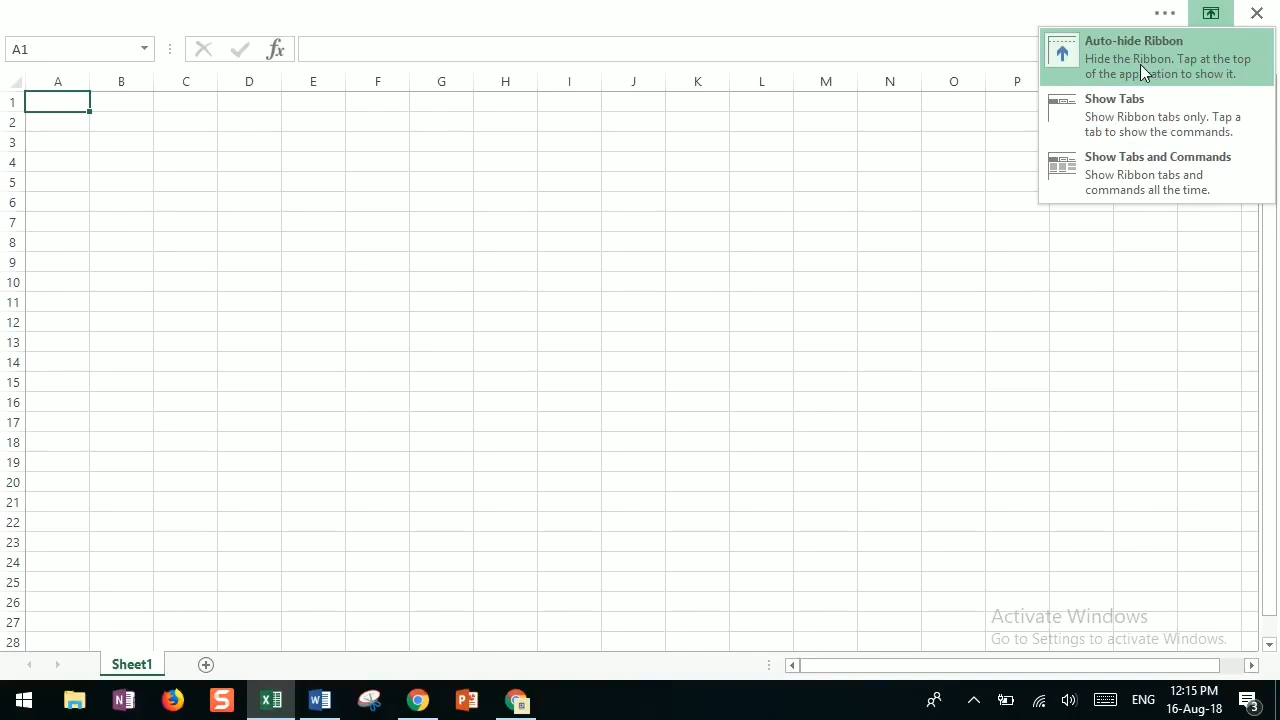 A1
fx
Auto-hide Ribbon
Hide the Ribbon. Tap at the top
of the application to show it.
Show Tabs
Show Ribbon tabs only. Tap a
tab to show the commands.
Show Tabs and Commands
Show Ribbon tabs and
commands all the time.
A B C D E F G H I J K L M N O P
1
2
3
4
5
6
7
8
9
10
11
12
13
14
15
16
17
18
19
20
21
22
23
24
25
26
27
28
Activate Windows
Go to Settings to activate Windows.
Sheet1
N S X W P
ENG
12:15 PM
16-Aug-18
3